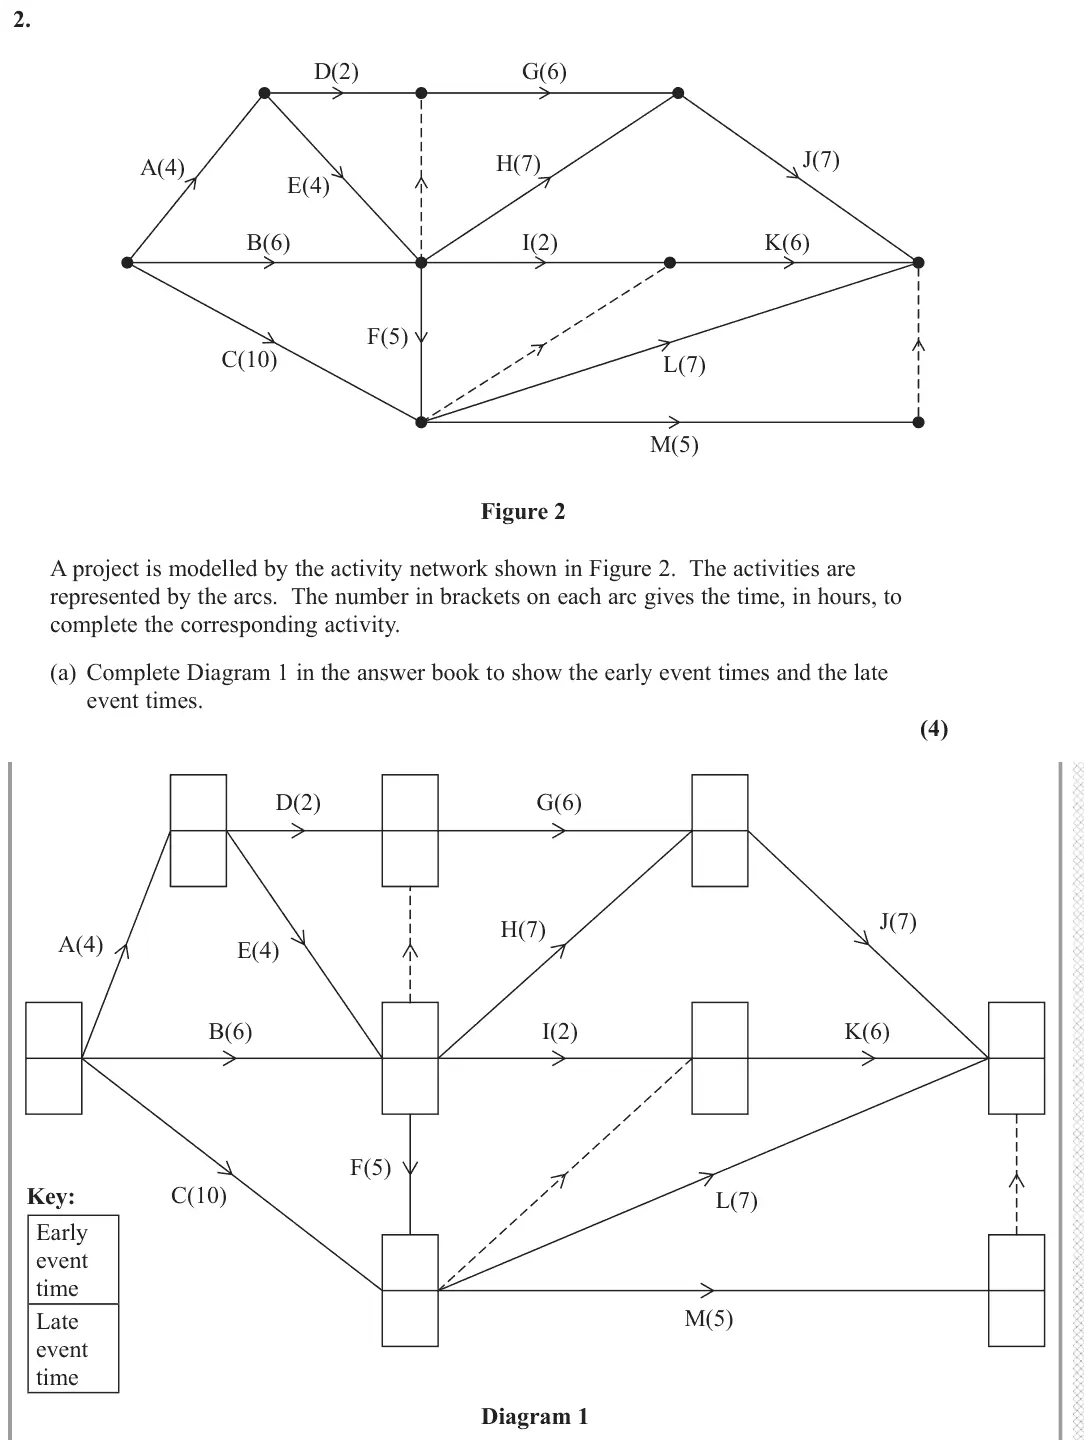 2.
D(2)
G(6)
A(4)
E(4)
H(7)
J(7)
B(6)
I(2)
K(6)
F(5)
C(10)
L(7)
M(5)
Figure 2
A project is modelled by the activity network shown in Figure 2. The activities are
represented by the arcs. The number in brackets on each arc gives the time, in hours, to
complete the corresponding activity.
(a) Complete Diagram 1 in the answer book to show the early event times and the late
event times.
(4)
D(2)
G(6)
A(4)
E(4)
H(7)
J(7)
B(6)
I(2)
K(6)
F(5)
C(10)
L(7)
Key:
Early
event
time
Late
event
time
M(5)
Diagram 1